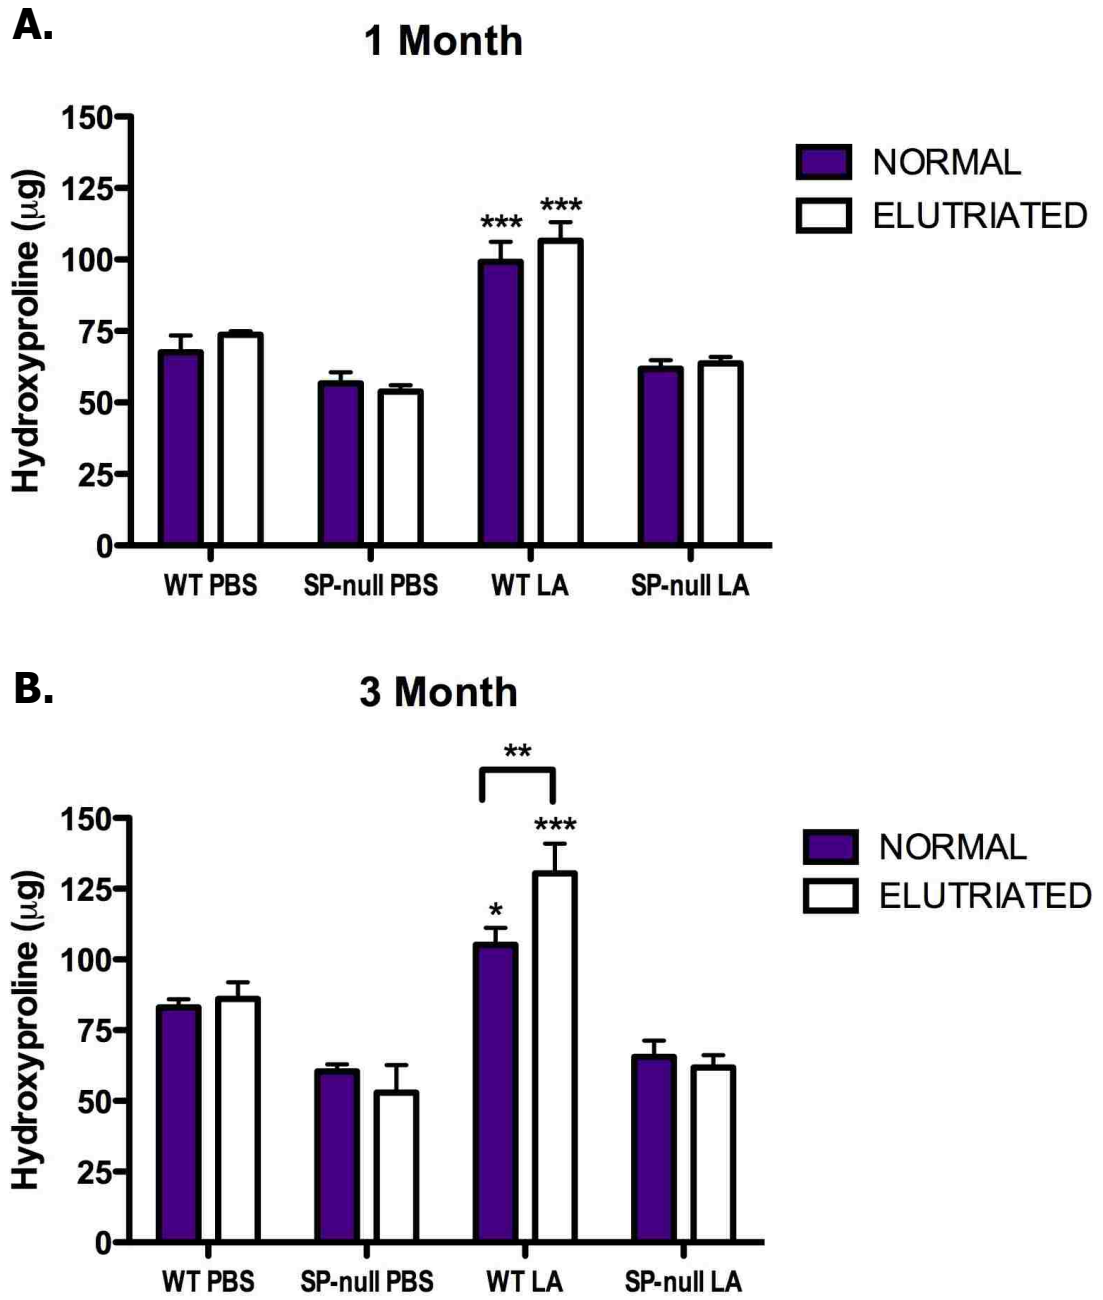 A.
1 Month
150
125
100
75
50
25
0
Hydroxyproline (µg)
***
***
NORMAL
ELUTRIATED
WT PBS
SP-null PBS
WT LA
SP-null LA
B.
3 Month
**
150
125
100
75
50
25
0
Hydroxyproline (µg)
***
*
NORMAL
ELUTRIATED
WT PBS
SP-null PBS
WT LA
SP-null LA